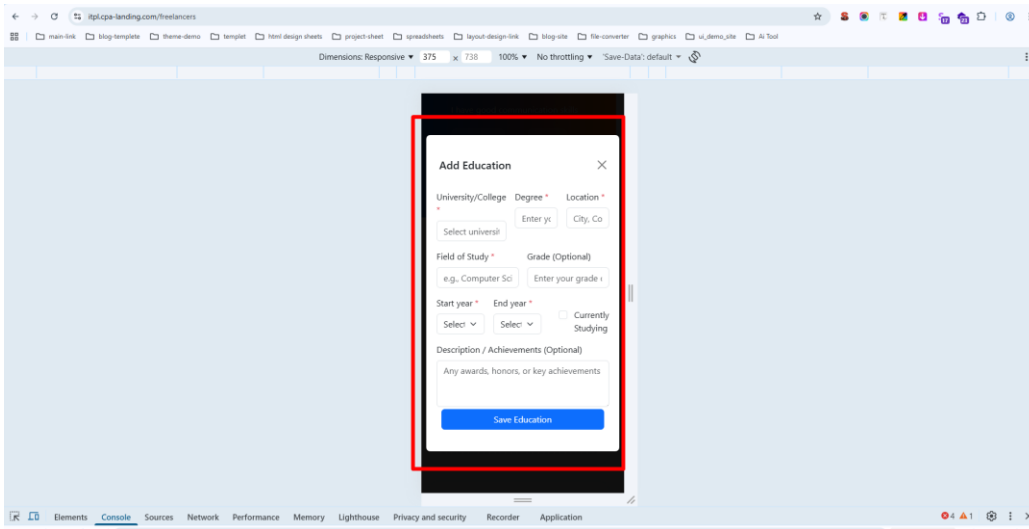 itpl.cpa-landing.com/freelancers
main-link blog-templete theme-demo templet html design sheets project-sheet spreadsheets layout-design-link blog-site file-converter graphics ui_demo_site Ai Tool
Dimensions: Responsive 375 x 738 100% No throttling 'Save-Data': default
Add Education
University/College * Degree * Location *
Select universit Enter yo City, Co
Field of Study * Grade (Optional)
e.g., Computer Sci Enter your grade o
Start year * End year *
Select Select Currently Studying
Description / Achievements (Optional)
Any awards, honors, or key achievements
Save Education
Elements Console Sources Network Performance Memory Lighthouse Privacy and security Recorder Application 4 1